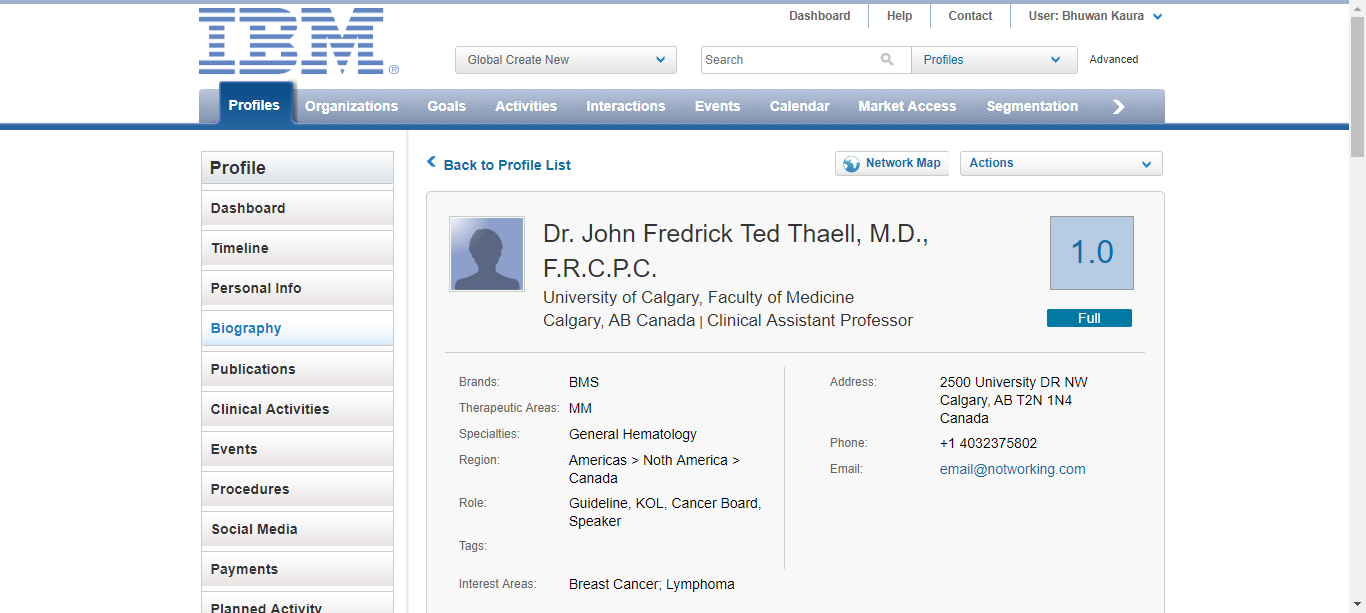 IBM®
Dashboard
Help
Contact
User: Bhuwan Kaura
Global Create New
Search
Profiles
Advanced
Profiles
Organizations
Goals
Activities
Interactions
Events
Calendar
Market Access
Segmentation
Profile
Dashboard
Timeline
Personal Info
Biography
Publications
Clinical Activities
Events
Procedures
Social Media
Payments
Planned Activity
Back to Profile List
Network Map
Actions
Dr. John Fredrick Ted Thaell, M.D.,
F.R.C.P.C.
University of Calgary, Faculty of Medicine
Calgary, AB Canada | Clinical Assistant Professor
1.0
Full
Brands: BMS
Therapeutic Areas: MM
Specialties: General Hematology
Region: Americas > Noth America >
Canada
Role: Guideline, KOL, Cancer Board,
Speaker
Tags:
Interest Areas: Breast Cancer; Lymphoma
Address: 2500 University DR NW
Calgary, AB T2N 1N4
Canada
Phone: +1 4032375802
Email: email@notworking.com